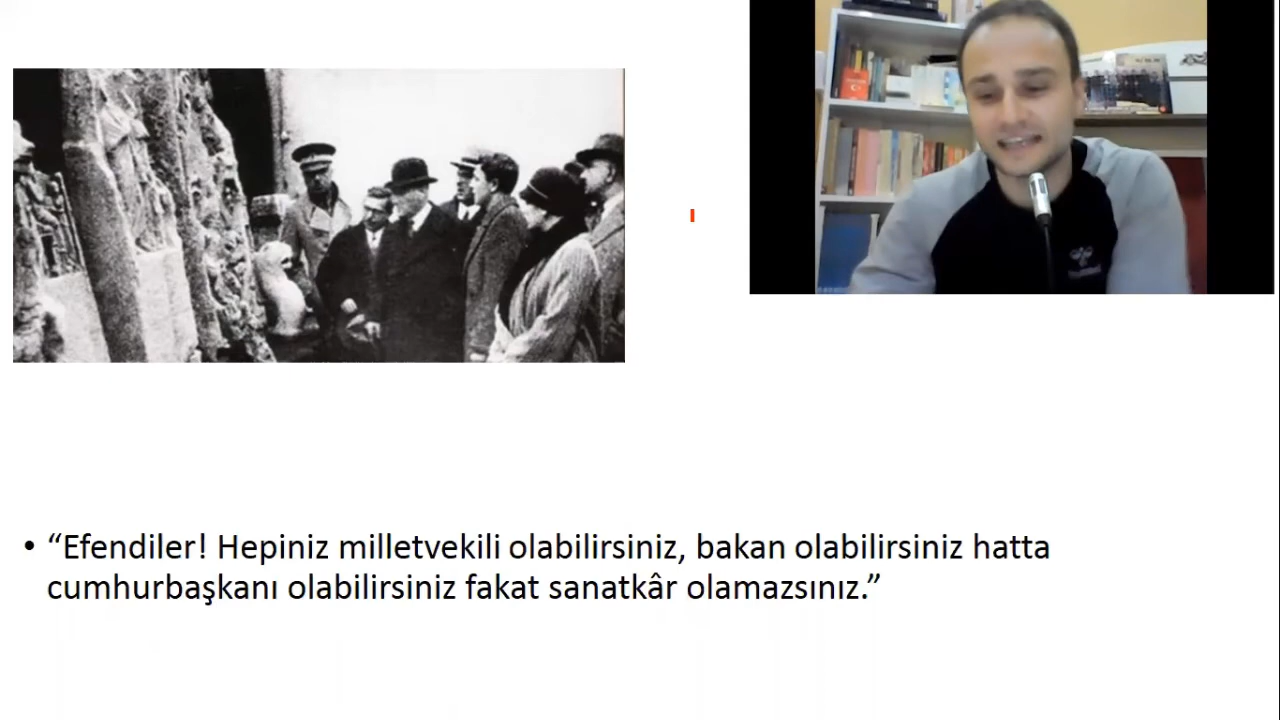 • “Efendiler! Hepiniz milletvekili olabilirsiniz, bakan olabilirsiniz hatta
cumhurbaşkanı olabilirsiniz fakat sanatkâr olamazsınız.”